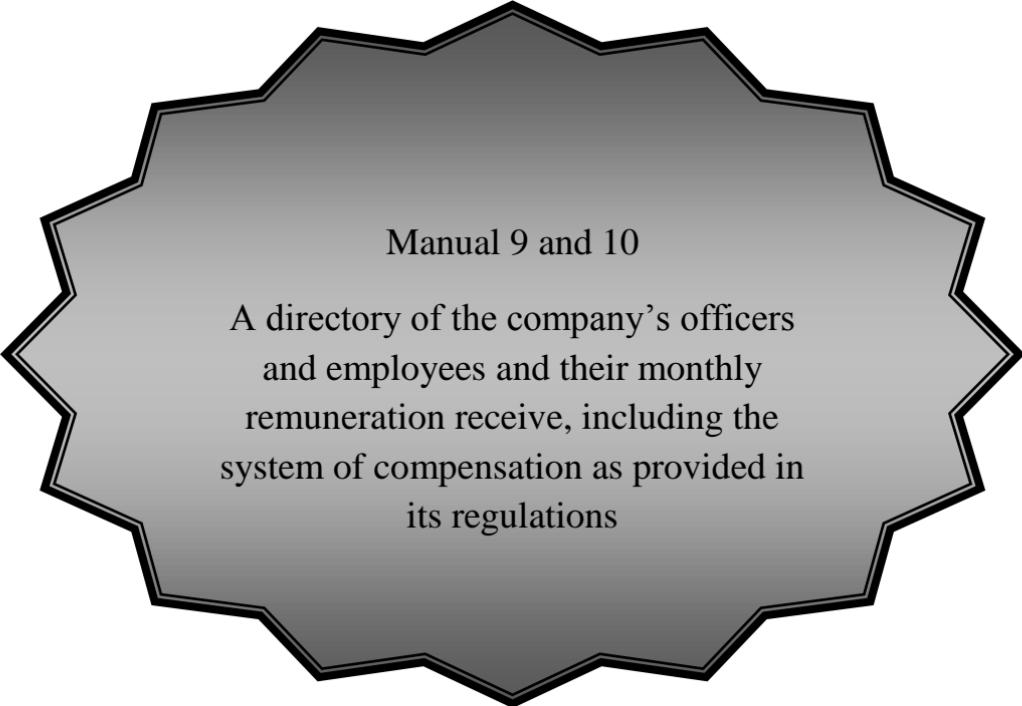 Manual 9 and 10
A directory of the company’s officers
and employees and their monthly
remuneration receive, including the
system of compensation as provided in
its regulations